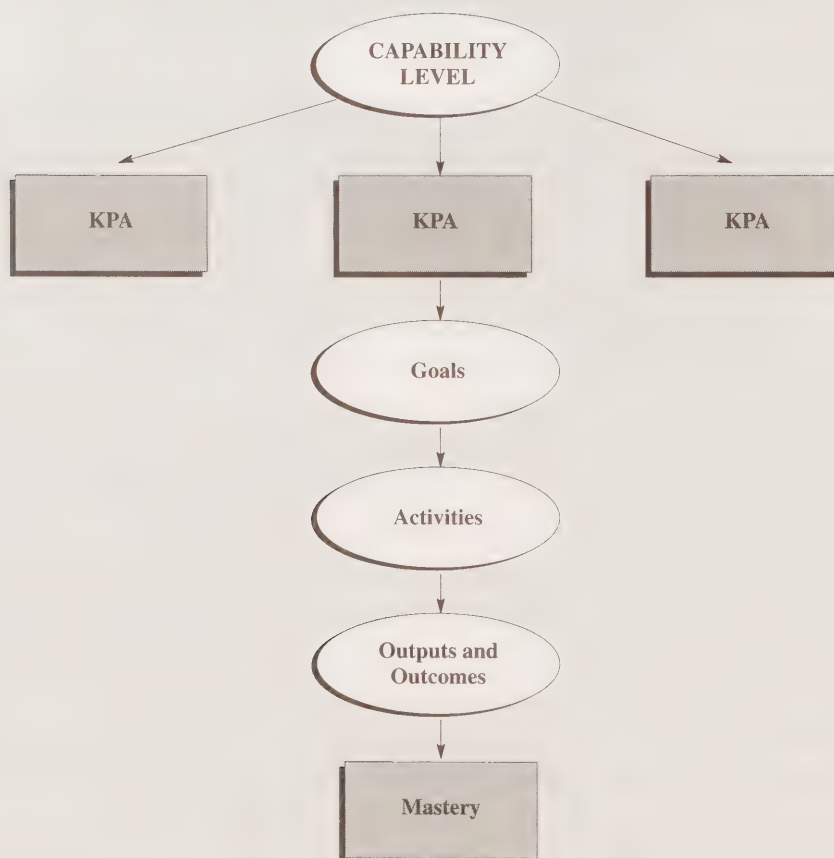 CAPABILITY
LEVEL
KPA
KPA
KPA
Goals
Activities
Outputs and
Outcomes
Mastery